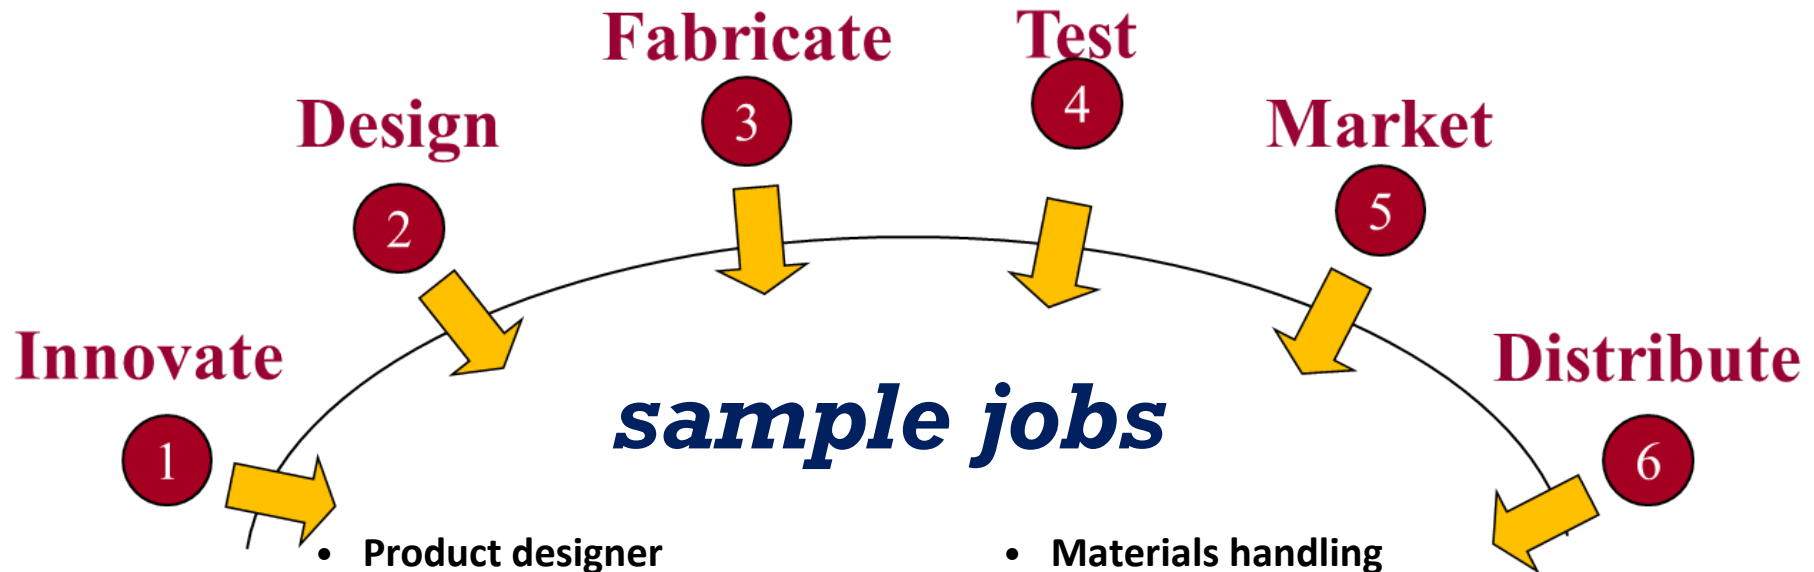 Fabricate
Test
3
4
Design
Market
2
5
Innovate
Distribute
sample jobs
1
6
• Product designer
• Materials handling